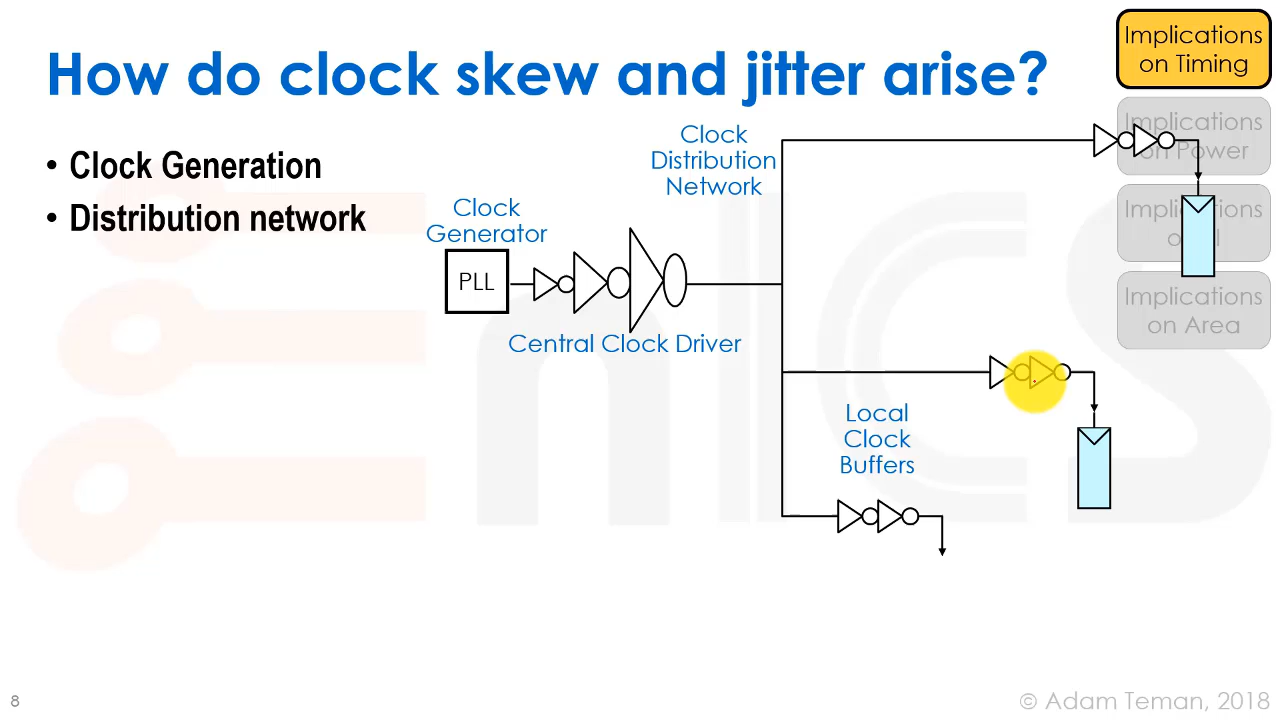 How do clock skew and jitter arise?
• Clock Generation
• Distribution network
Clock
Generator
PLL
Central Clock Driver
Clock
Distribution
Network
Local
Clock
Buffers
Implications
on Timing
Implications
on Power
Implications
Implications
on Area
8
© Adam Teman, 2018